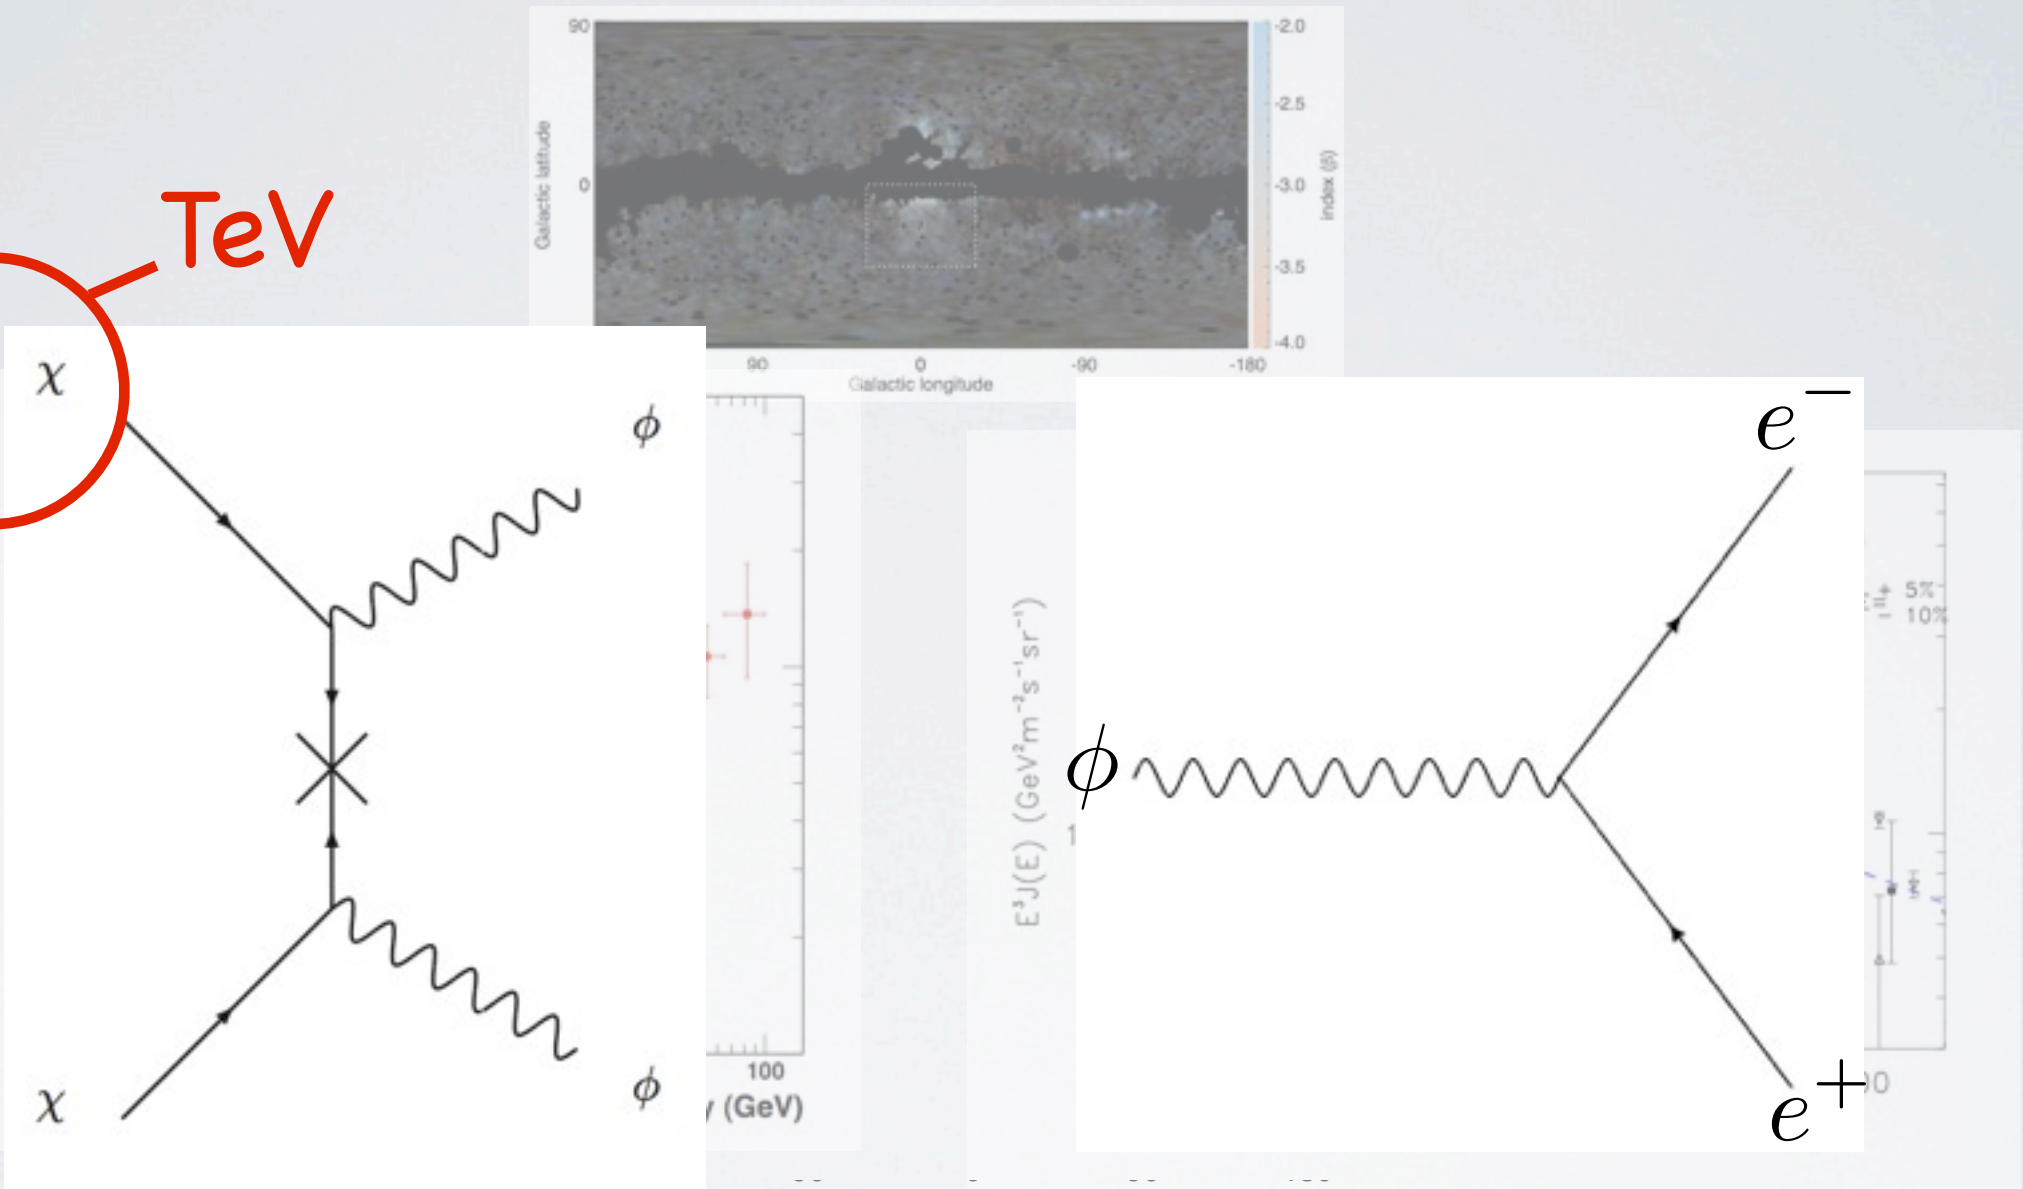 90
-2.0
-2.5
Galactic latitude
0
-3.0
index (β)
-3.5
-4.0
90
0
-90
-180
Galactic longitude
TeV
χ
ϕ
χ
ϕ
100
(GeV)
E³J(E) (GeV²m⁻²s⁻¹sr⁻¹)
1
ϕ
e⁻
e⁺
5%
10%